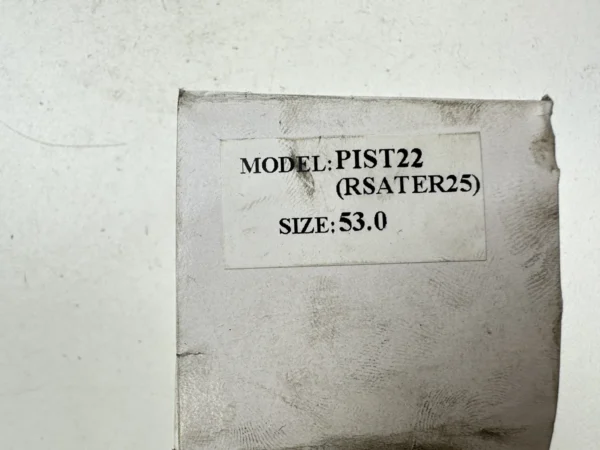 MODEL: PIST22
(RSATER25)
SIZE: 53.0